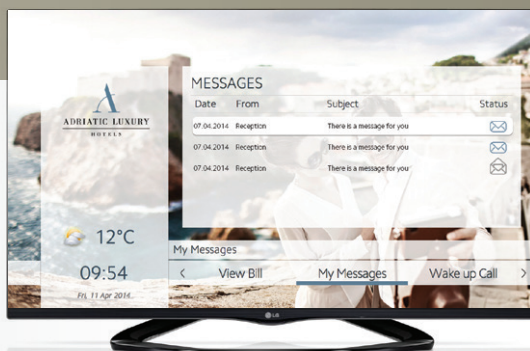 MESSAGES
Date From Subject Status
07.04.2014 Reception There is a message for you
07.04.2014 Reception There is a message for you
07.04.2014 Reception There is a message for you
A
ADRIATIC LUXURY
HOTELS
12°C
09:54
Fri, 11 Apr 2014
My Messages
< View Bill My Messages Wake up Call >
LG